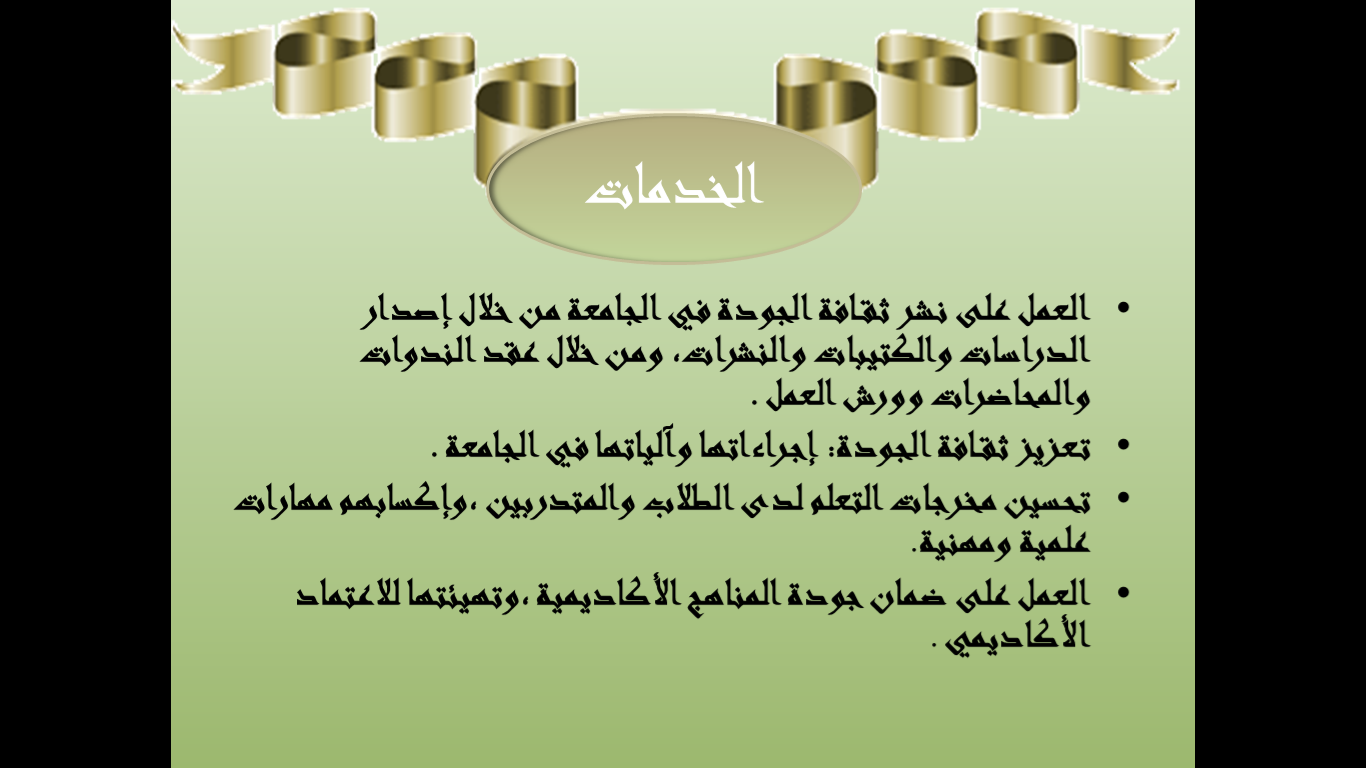 الخدمات
• العمل على نشر ثقافة الجودة في الجامعة من خلال إصدار
الدراسات والكتيبات والنشرات، ومن خلال عقد الندوات
والمحاضرات وورش العمل .
• تعزيز ثقافة الجودة: إجراءاتها وآلياتها في الجامعة .
• تحسين مخرجات التعلم لدى الطلاب والمتدربين ،وإكسابهم مهارات
علمية ومهنية.
• العمل على ضمان جودة المناهج الأكاديمية ،وتهيئتها للاعتماد
الأكاديمي .